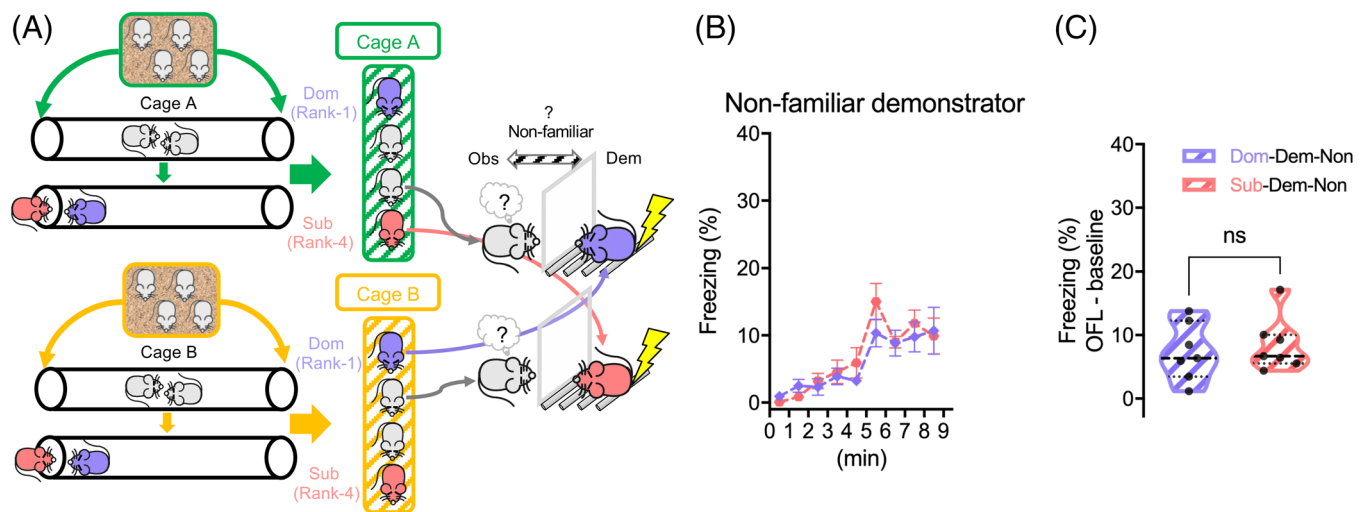 (A)
Cage A
Dom
(Rank-1)
Sub
(Rank-4)
Cage A
?
Non-familiar
Obs
Dem
?
Cage B
Dom
(Rank-1)
Sub
(Rank-4)
Cage B
?
(B)
Non-familiar demonstrator
Freezing (%)
40
30
20
10
0
0 1 2 3 4 5 6 7 8 9
(min)
(C)
Freezing (%)
OFL - baseline
40
30
20
10
0
Dom-Dem-Non
Sub-Dem-Non
ns